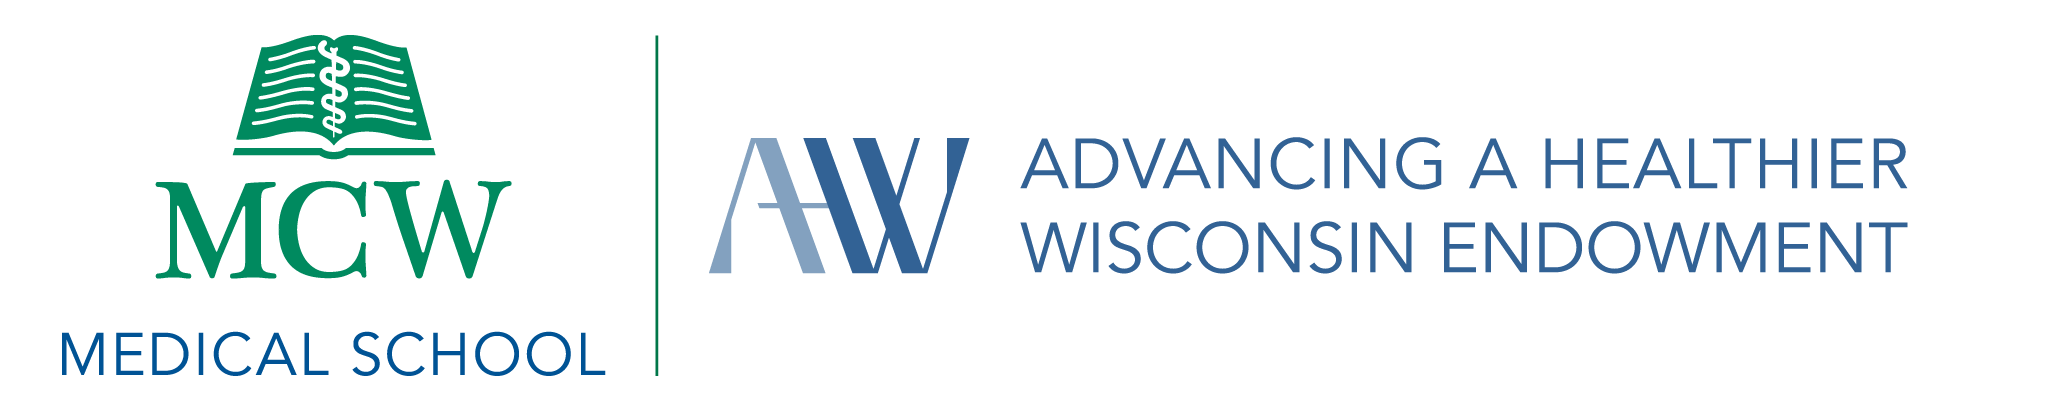 MCW
MEDICAL SCHOOL
AHW
ADVANCING A HEALTHIER
WISCONSIN ENDOWMENT